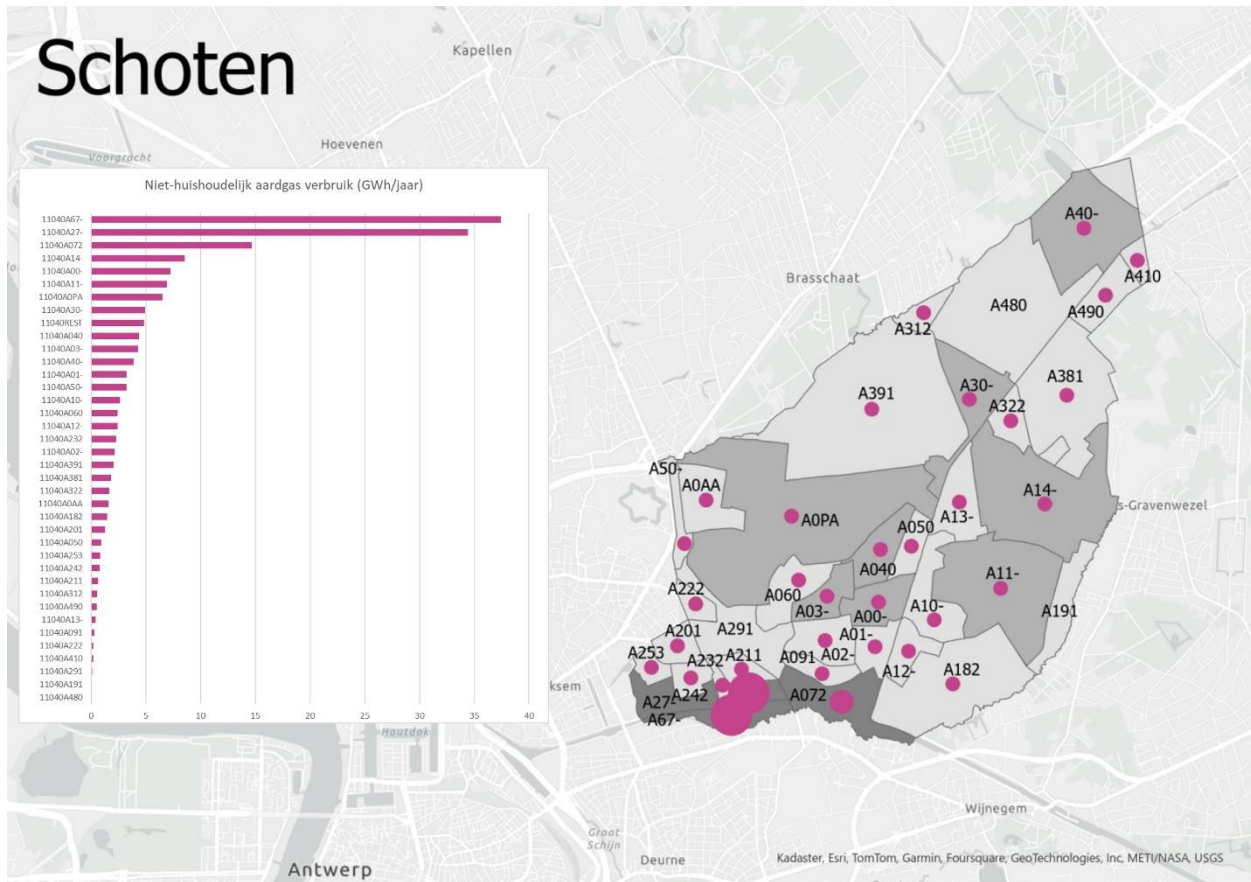 Schoten
Kapellen
Hoevenen
Voorgracht
Brasschaat
s-Gravenwezel
ksem
Houtdok
Wijnegem
Groot
Schijn
Deurne
Antwerp
Niet-huishoudelijk aardgas verbruik (GWh/jaar)
11040A67-
11040A27-
11040A072
11040A14-
11040A00-
11040A11-
11040A0PA
11040A30-
11040REST
11040A040
11040A03-
11040A40-
11040A01-
11040A50-
11040A10-
11040A060
11040A12-
11040A232
11040A02-
11040A391
11040A381
11040A322
11040A0AA
11040A182
11040A201
11040A050
11040A253
11040A242
11040A211
11040A312
11040A490
11040A13-
11040A091
11040A222
11040A410
11040A291
11040A191
11040A480
0 5 10 15 20 25 30 35 40
A40-
A410
A490
A480
A312
A381
A30-
A322
A391
A50-
A0AA
A14-
A0PA
A13-
A050
A040
A11-
A222
A060
A03-
A00-
A10-
A191
A201
A291
A01-
A253
A232
A211
A091
A02-
A12-
A182
A27-
A242
A072
A67-
Kadaster, Esri, TomTom, Garmin, Foursquare, GeoTechnologies, Inc, METI/NASA, USGS